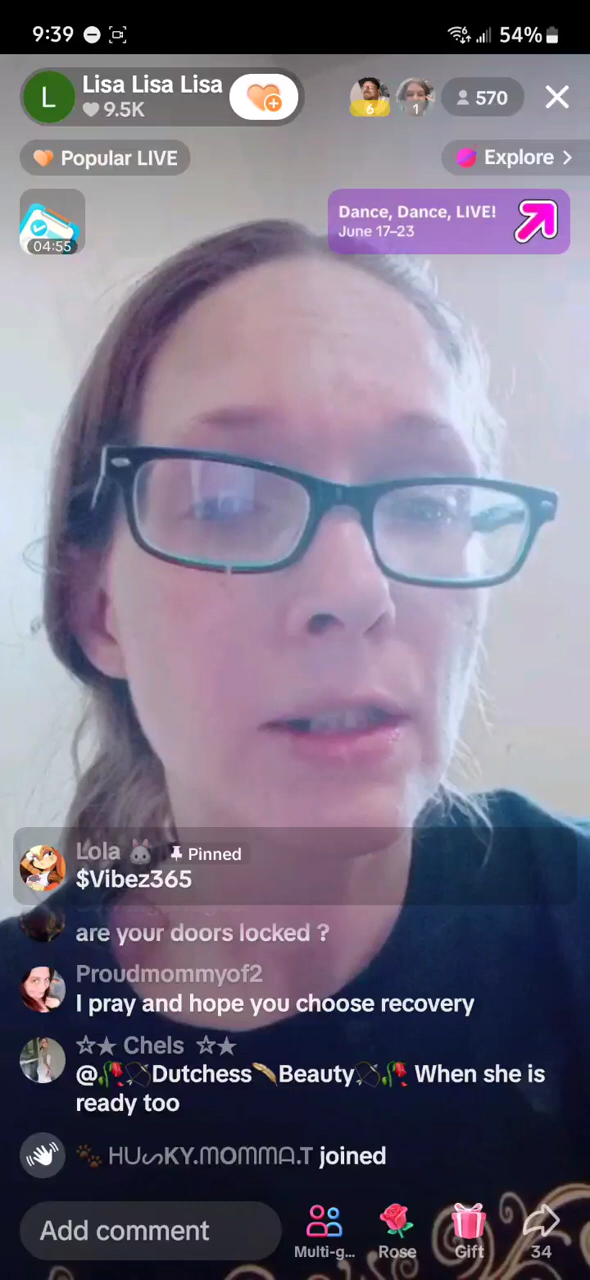 9:39
54%
Lisa Lisa Lisa
9.5K
6
1
570
Popular LIVE
Explore
04:55
Dance, Dance, LIVE!
June 17–23
L
Lola Pinned
$Vibez365
are your doors locked ?
Proudmommyof2
I pray and hope you choose recovery
☆★ Chels ☆★
@🥀🏹Dutchess🪶Beauty🏹🥀 When she is
ready too
🐾 HUᔕKY.MOMMA.T joined
Add comment
Multi-g...
Rose
Gift
34